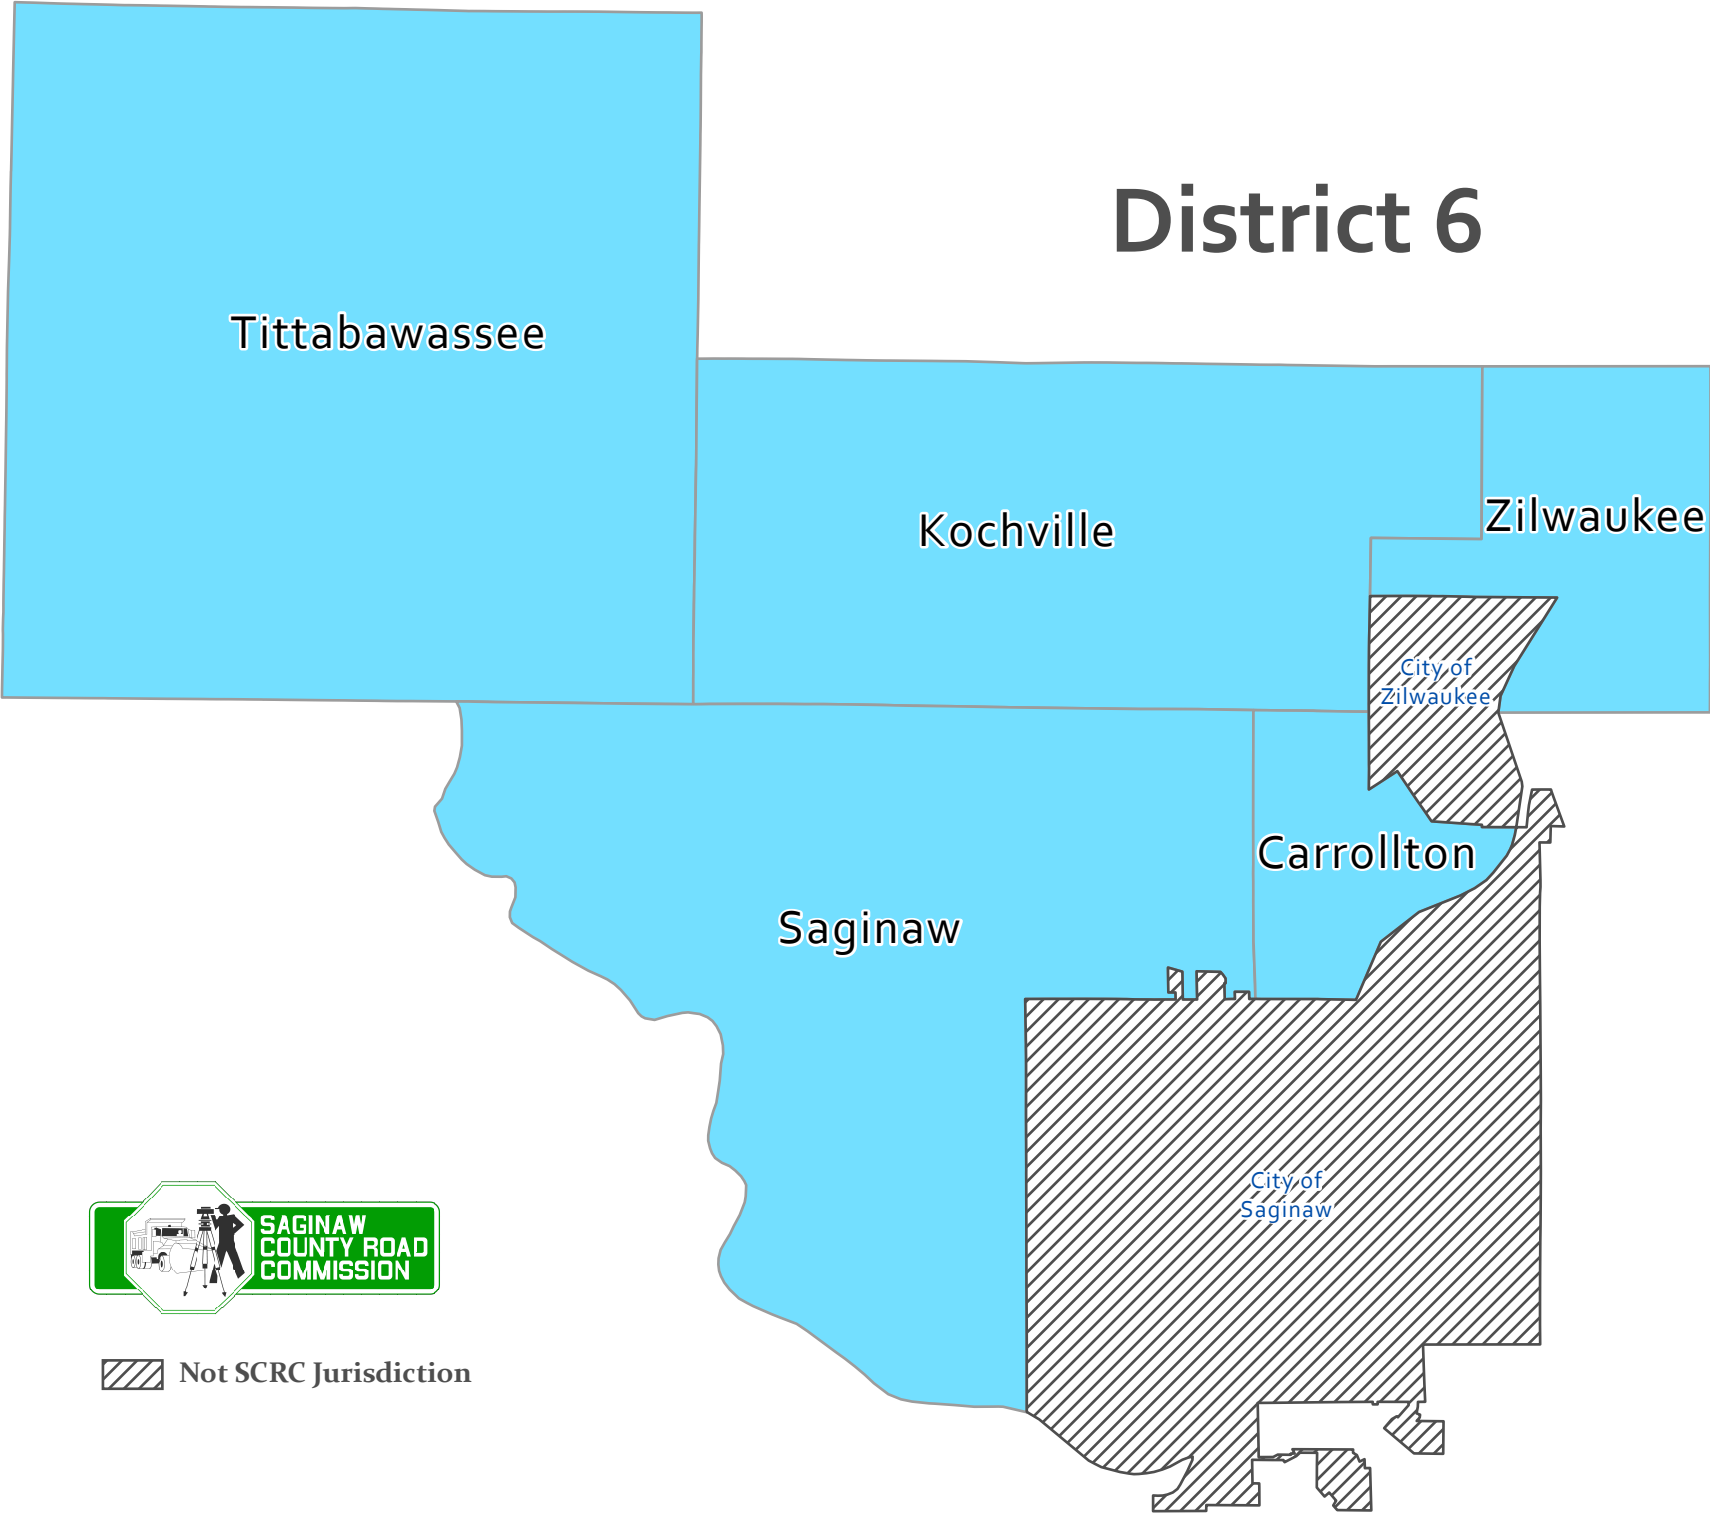 District 6
Tittabawassee
Kochville
Zilwaukee
City of
Zilwaukee
Carrollton
Saginaw
City of
Saginaw
SAGINAW
COUNTY ROAD
COMMISSION
Not SCRC Jurisdiction